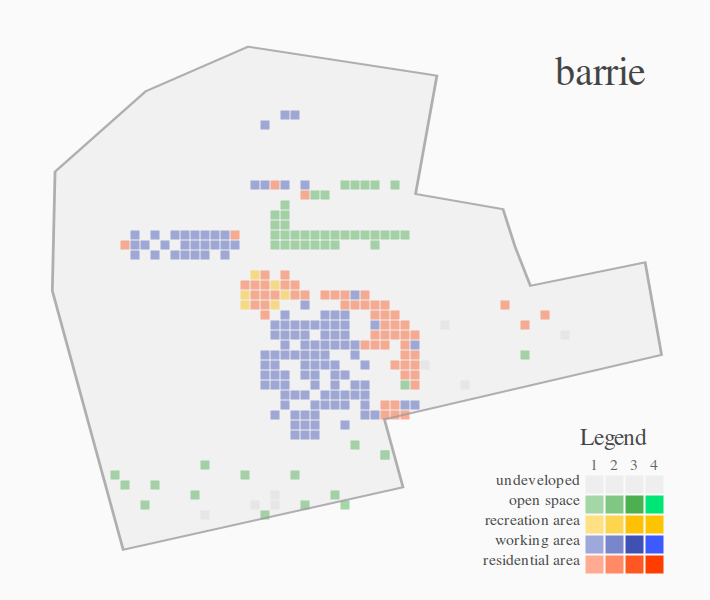 barrie
Legend
1 2 3 4
undeveloped
open space
recreation area
working area
residential area